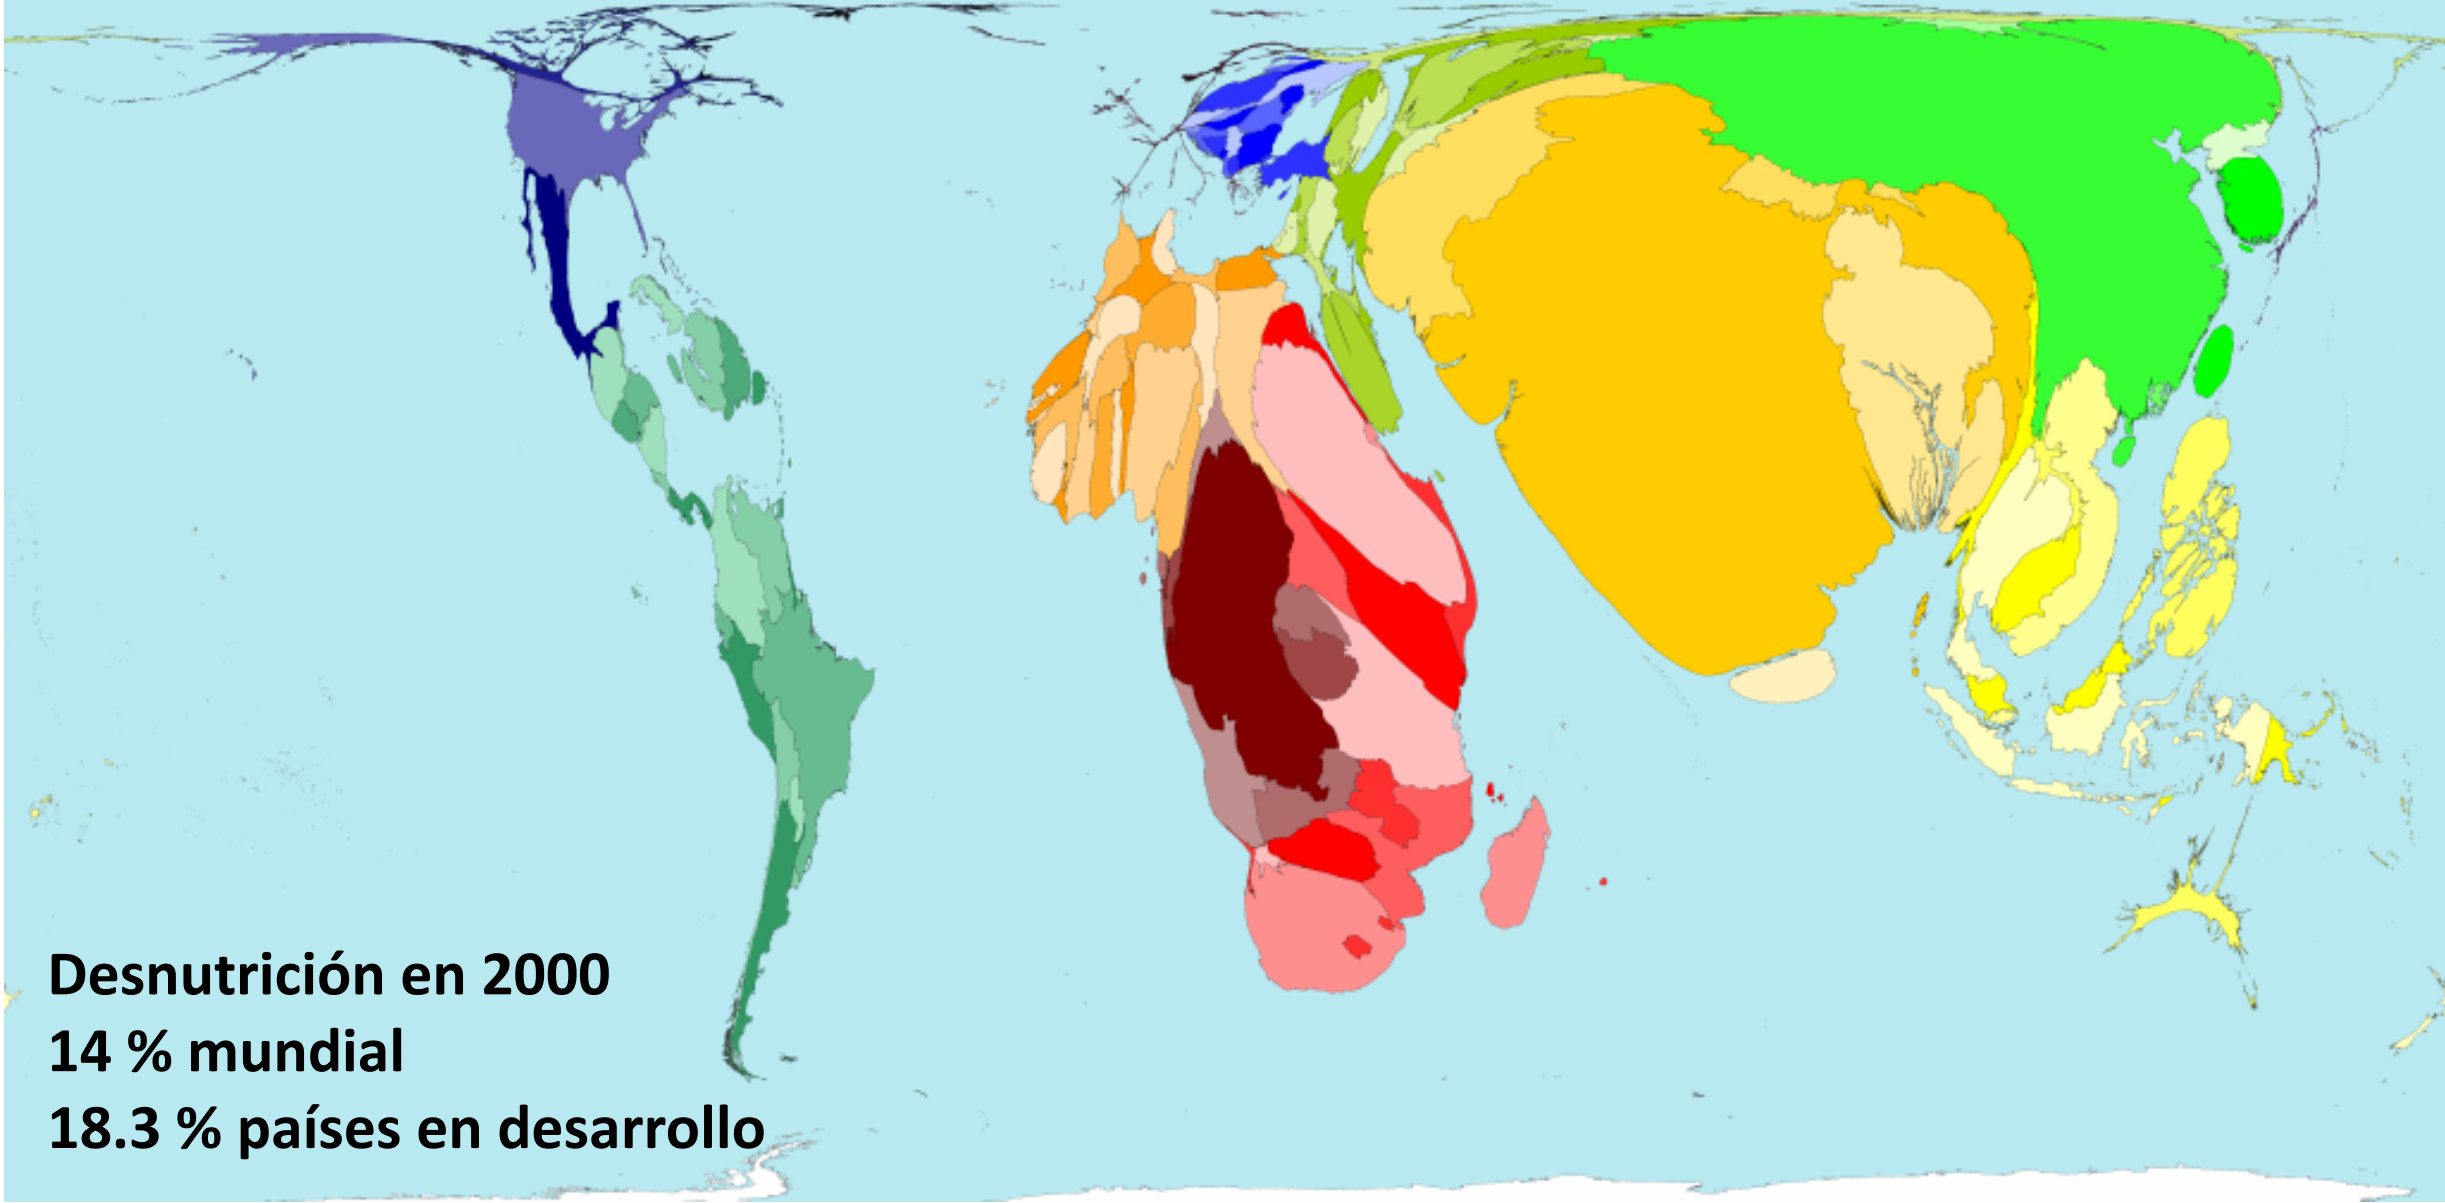 Desnutrición en 2000
14 % mundial
18.3 % países en desarrollo